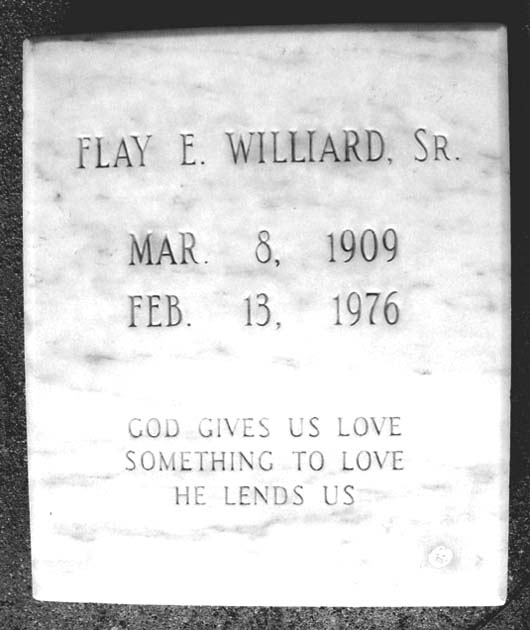 FLAY E. WILLIARD, SR.
MAR. 8, 1909
FEB. 13, 1976
GOD GIVES US LOVE
SOMETHING TO LOVE
HE LENDS US